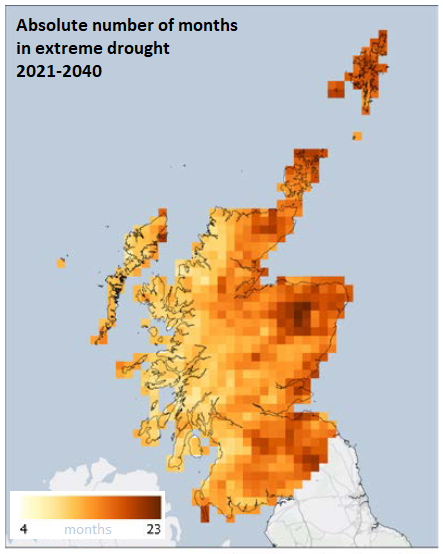 Absolute number of months
in extreme drought
2021-2040
4 months 23